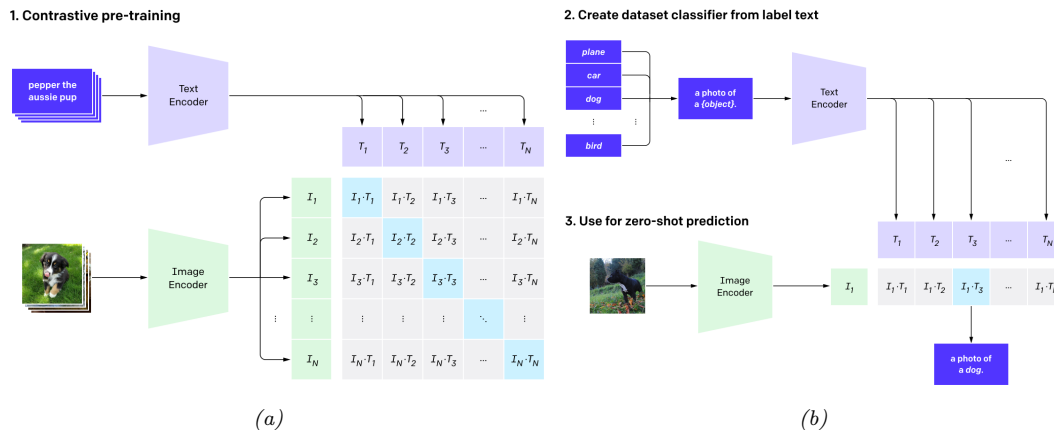 1. Contrastive pre-training
pepper the
aussie pup
Text
Encoder
...
T1 T2 T3 ... TN
I1 I1·T1 I1·T2 I1·T3 ... I1·TN
I2 I2·T1 I2·T2 I2·T3 ... I2·TN
Image
Encoder
I3 I3·T1 I3·T2 I3·T3 ... I3·TN
⋮ ⋮ ⋮ ⋮ ⋮ ⋱ ⋮
IN IN·T1 IN·T2 IN·T3 ... IN·TN
(a)
2. Create dataset classifier from label text
plane
car
dog
⋮ ⋮
bird
a photo of
a {object}.
Text
Encoder
...
3. Use for zero-shot prediction
T1 T2 T3 ... TN
Image
Encoder
I1 I1·T1 I1·T2 I1·T3 ...
a photo of
a dog.
(b)